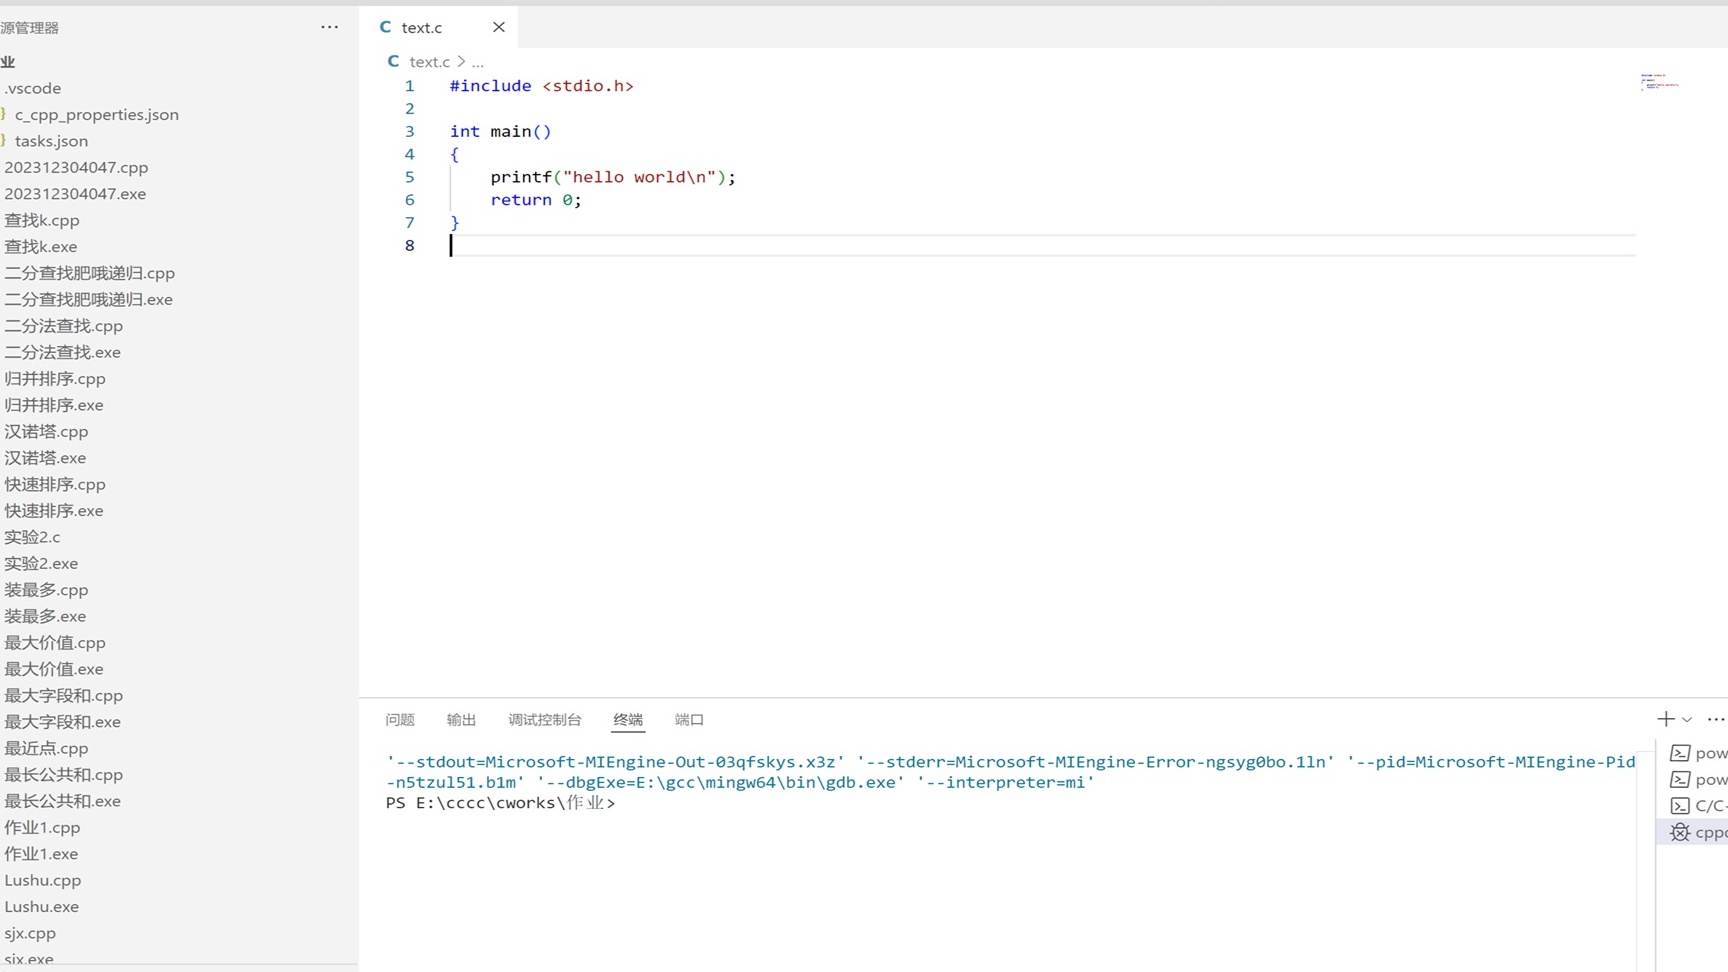 源管理器
···
业
.vscode
c_cpp_properties.json
tasks.json
202312304047.cpp
202312304047.exe
查找k.cpp
查找k.exe
二分查找肥哦递归.cpp
二分查找肥哦递归.exe
二分法查找.cpp
二分法查找.exe
归并排序.cpp
归并排序.exe
汉诺塔.cpp
汉诺塔.exe
快速排序.cpp
快速排序.exe
实验2.c
实验2.exe
装最多.cpp
装最多.exe
最大价值.cpp
最大价值.exe
最大字段和.cpp
最大字段和.exe
最近点.cpp
最长公共和.cpp
最长公共和.exe
作业1.cpp
作业1.exe
Lushu.cpp
Lushu.exe
sjx.cpp
sjx.exe
C text.c
C text.c > ...
1 #include <stdio.h>
2
3 int main()
4 {
5 printf("hello world\n");
6 return 0;
7 }
8
问题 输出 调试控制台 终端 端口
'--stdout=Microsoft-MIEngine-Out-03qfskys.x3z' '--stderr=Microsoft-MIEngine-Error-ngsyg0bo.1ln' '--pid=Microsoft-MIEngine-Pid
-n5tzul51.b1m' '--dbgExe=E:\gcc\mingw64\bin\gdb.exe' '--interpreter=mi'
PS E:\cccc\cworks\作业>
pow
pow
C/C-
cppd